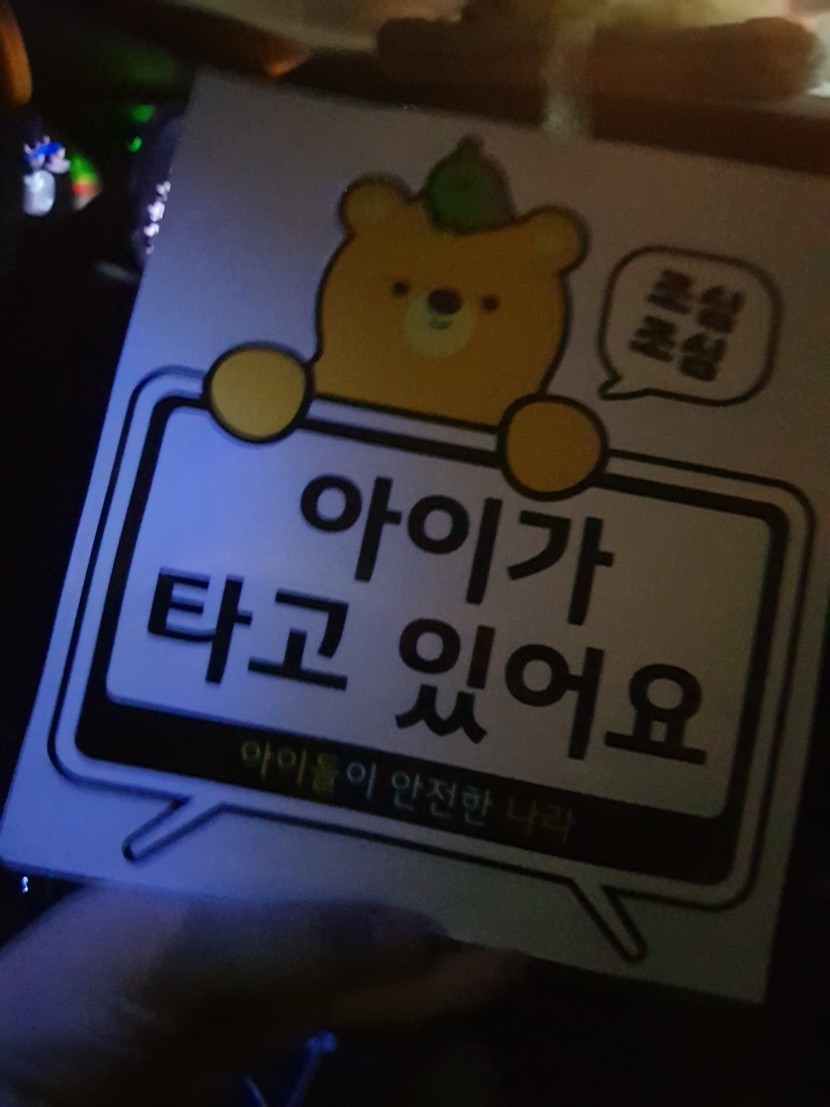 조심
조심
아이가
타고 있어요
아이들이 안전한 나라